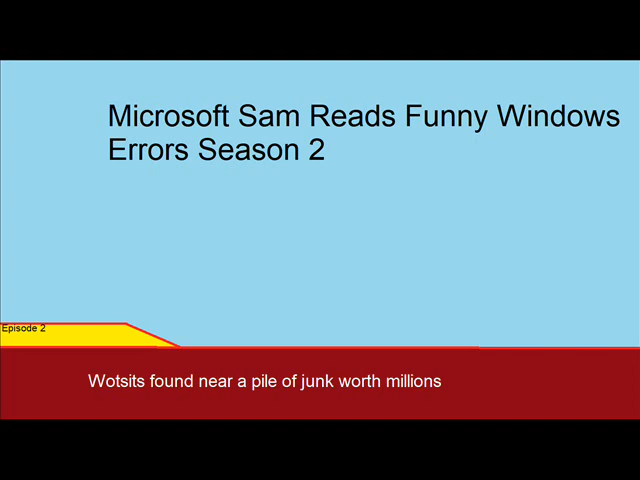 Microsoft Sam Reads Funny Windows
Errors Season 2
Episode 2
Wotsits found near a pile of junk worth millions